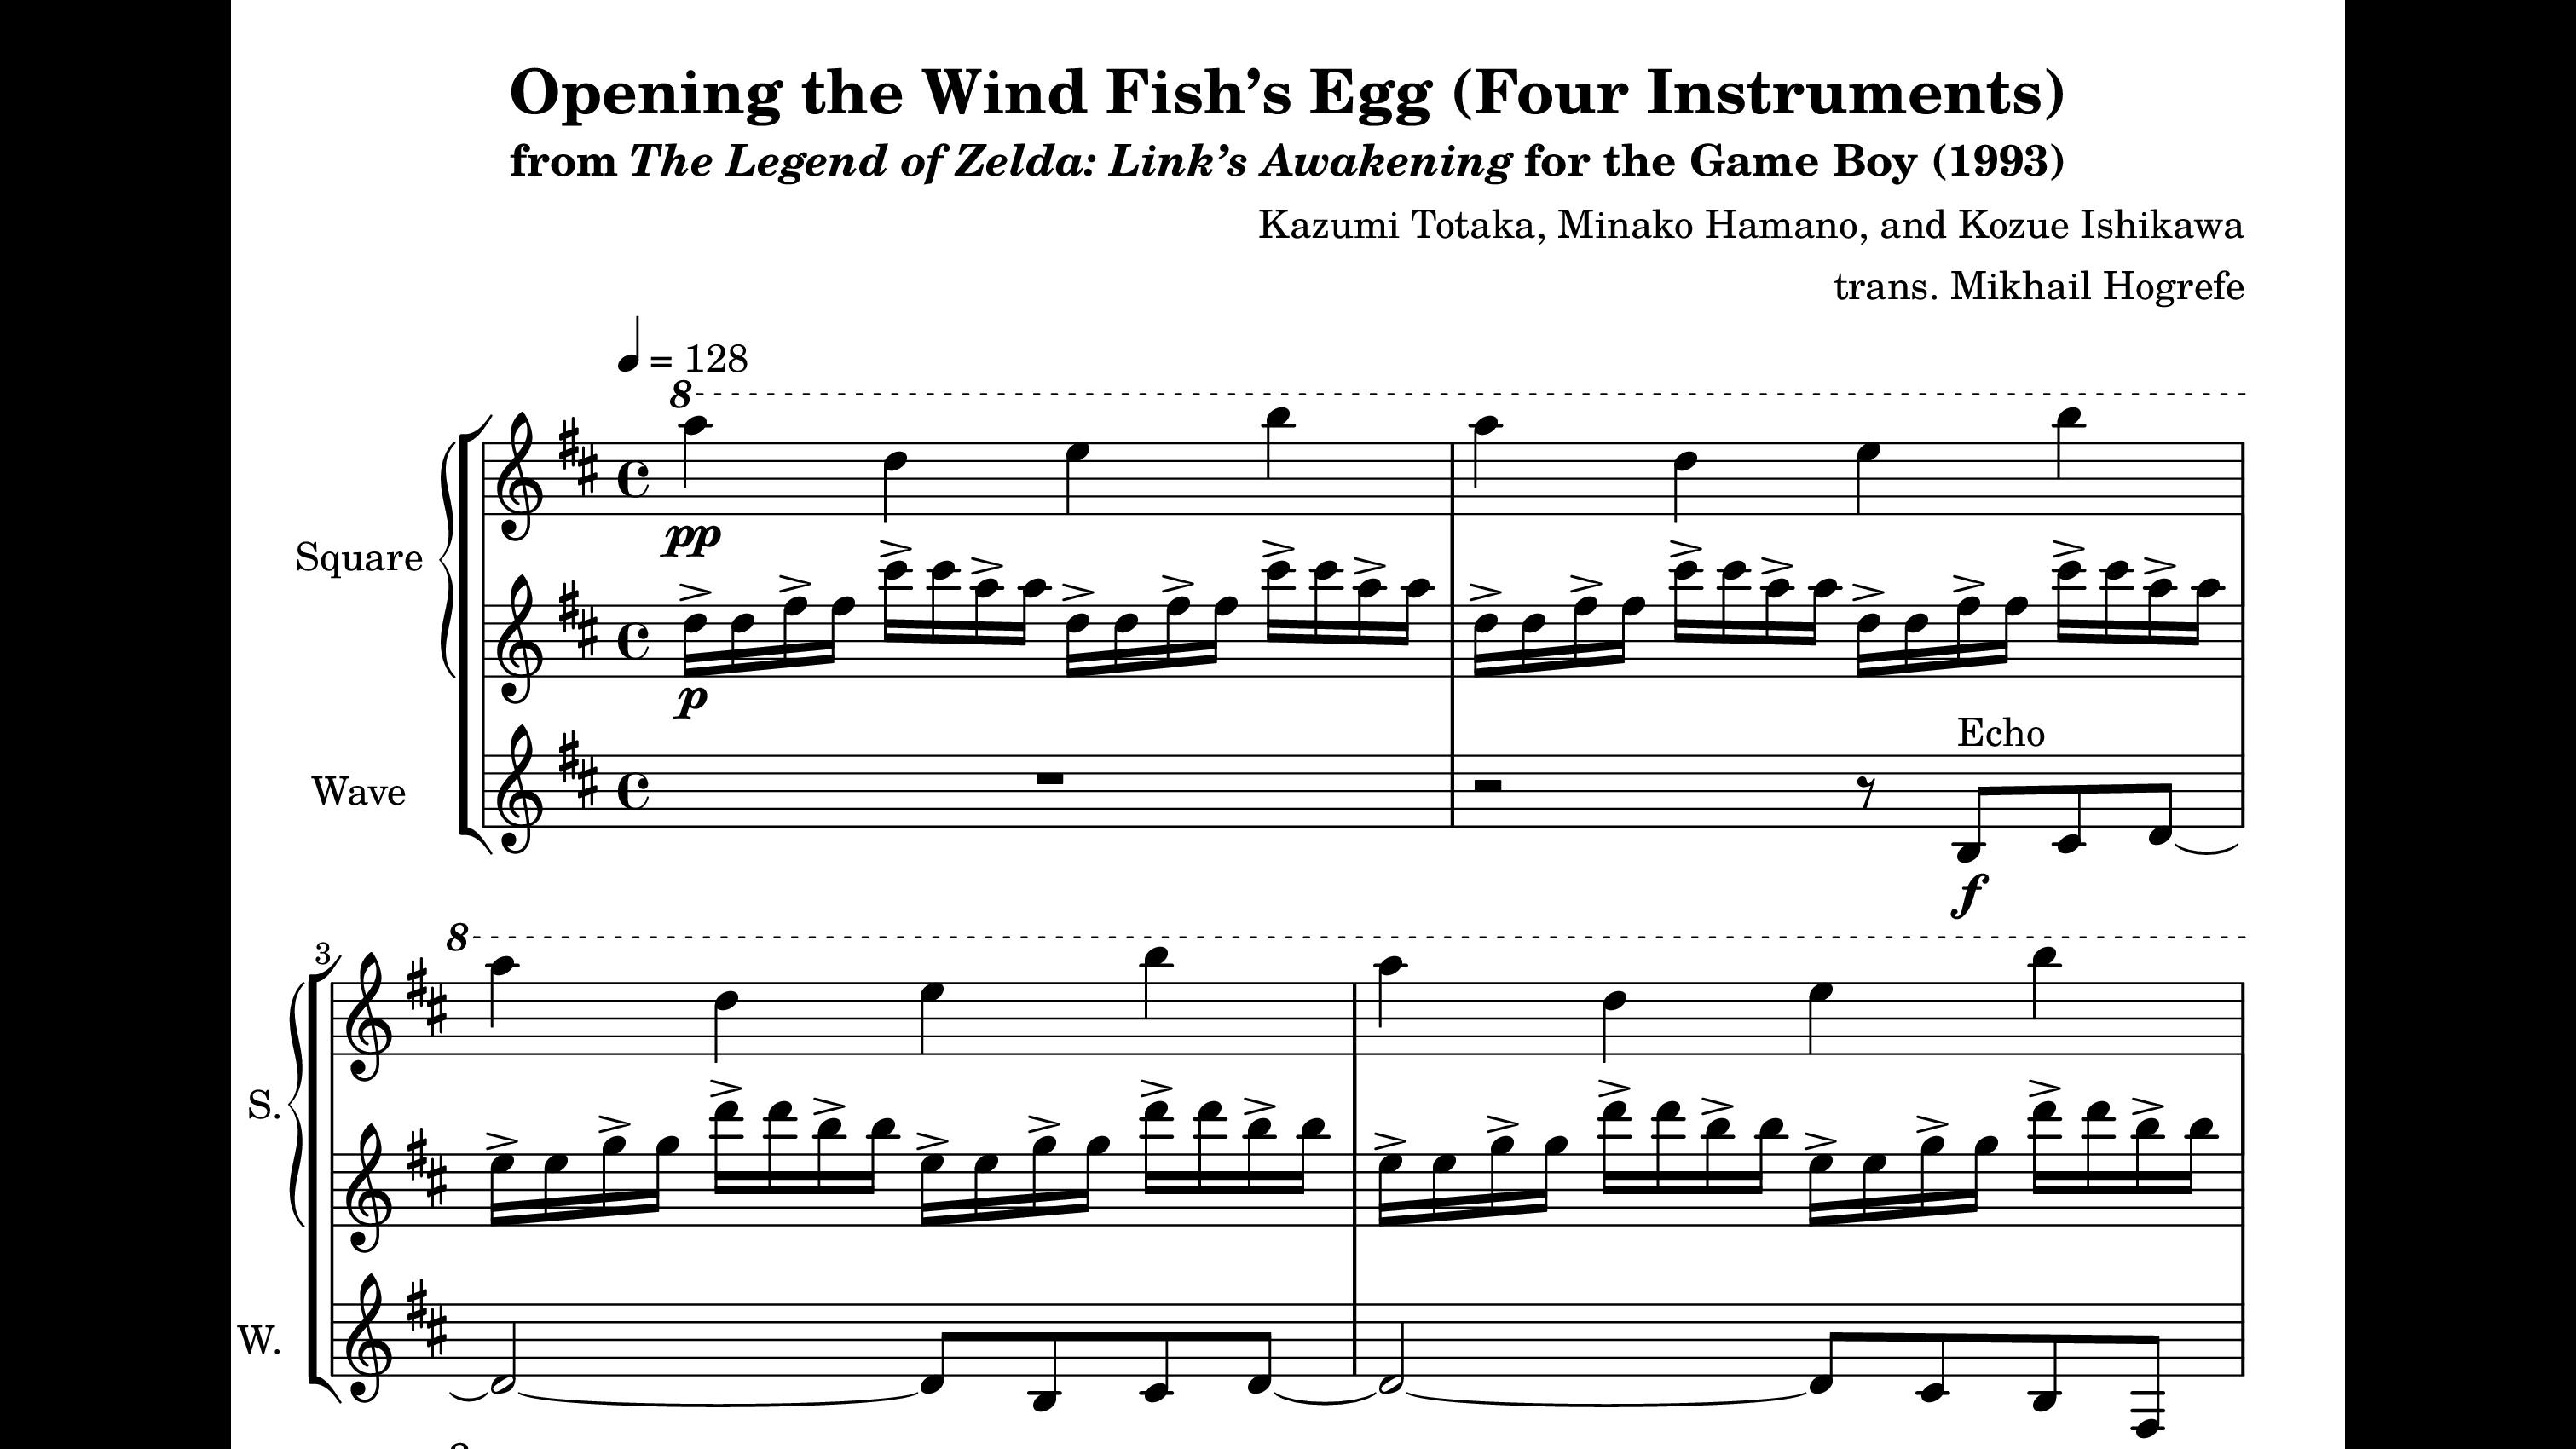 Opening the Wind Fish’s Egg (Four Instruments)
from The Legend of Zelda: Link’s Awakening for the Game Boy (1993)
Kazumi Totaka, Minako Hamano, and Kozue Ishikawa
trans. Mikhail Hogrefe
= 128
8
pp
Square
p
Echo
Wave
f
8
3
S.
W.